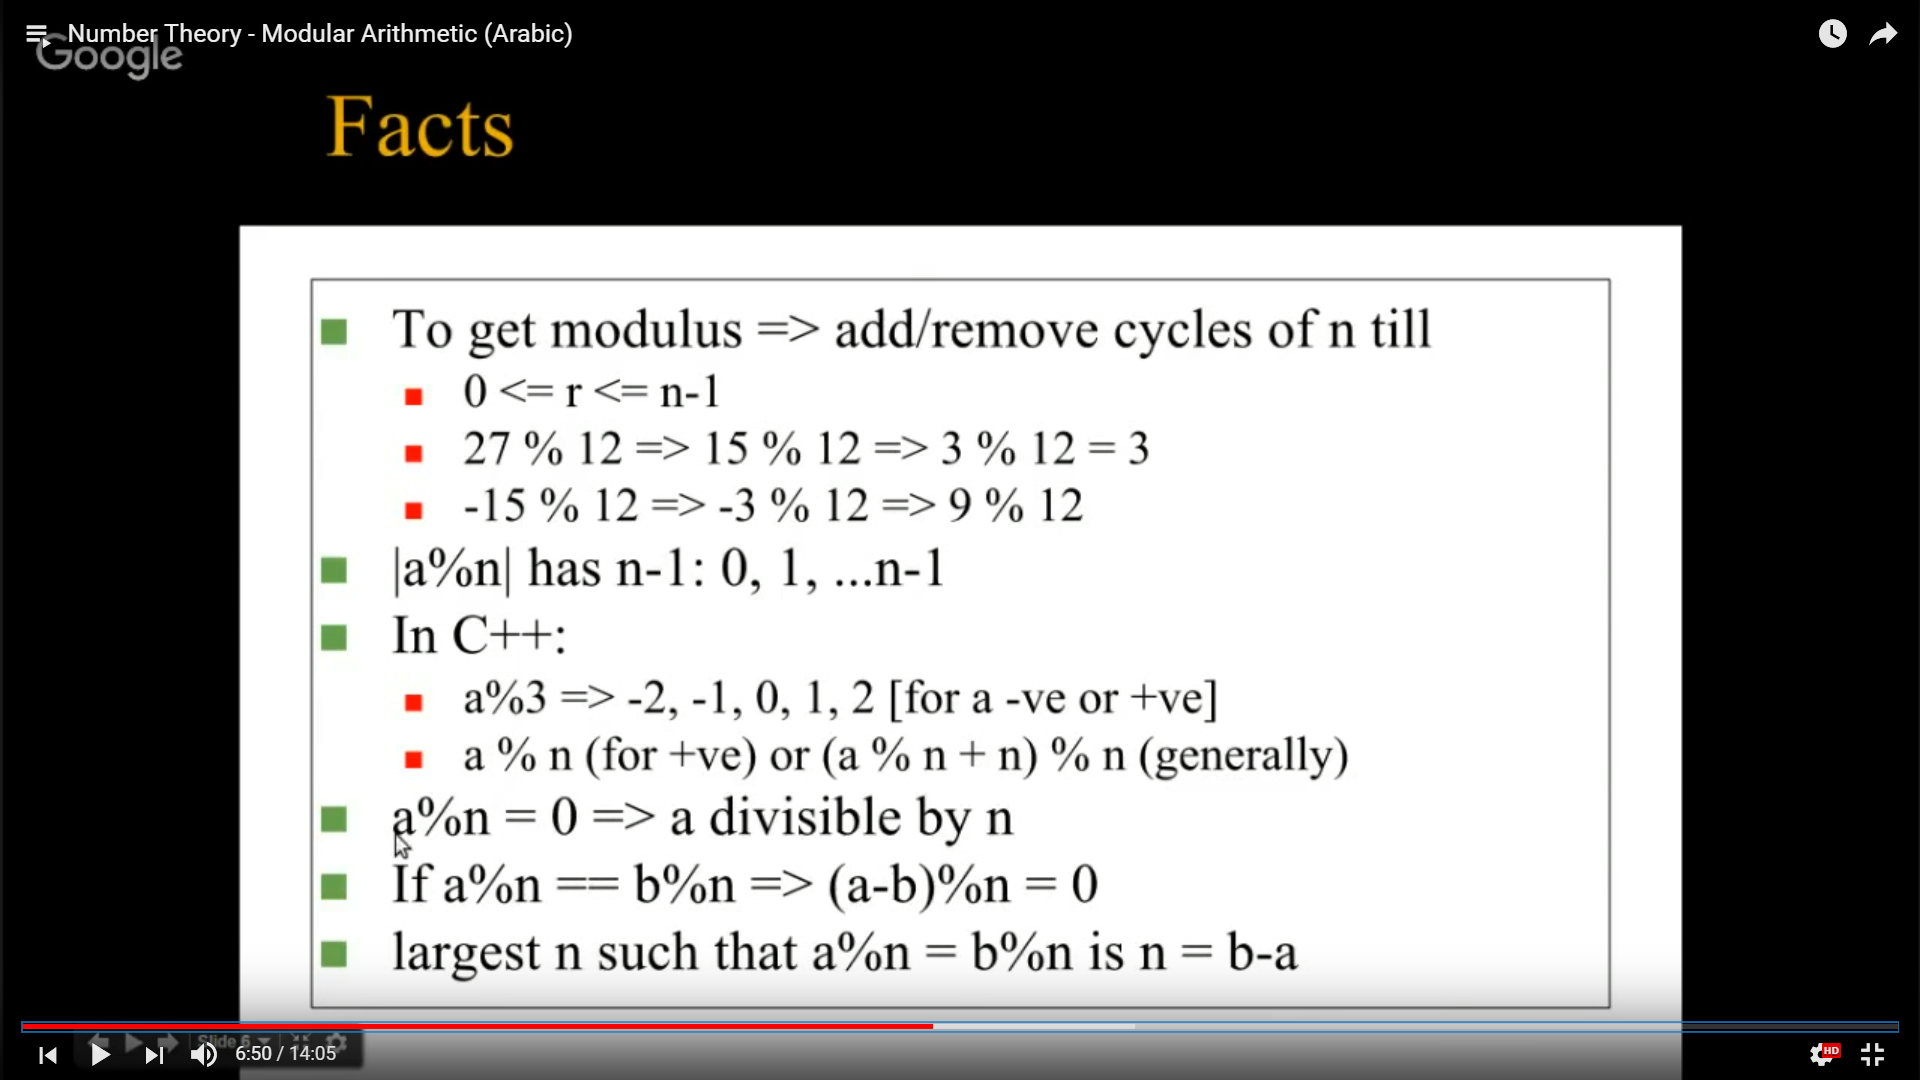 Number Theory - Modular Arithmetic (Arabic)
Google
Facts
To get modulus => add/remove cycles of n till
0 <= r <= n-1
27 % 12 => 15 % 12 => 3 % 12 = 3
-15 % 12 => -3 % 12 => 9 % 12
|a%n| has n-1: 0, 1, ...n-1
In C++:
a%3 => -2, -1, 0, 1, 2 [for a -ve or +ve]
a % n (for +ve) or (a % n + n) % n (generally)
a%n = 0 => a divisible by n
If a%n == b%n => (a-b)%n = 0
largest n such that a%n = b%n is n = b-a
Slide 6
6:50 / 14:05
HD